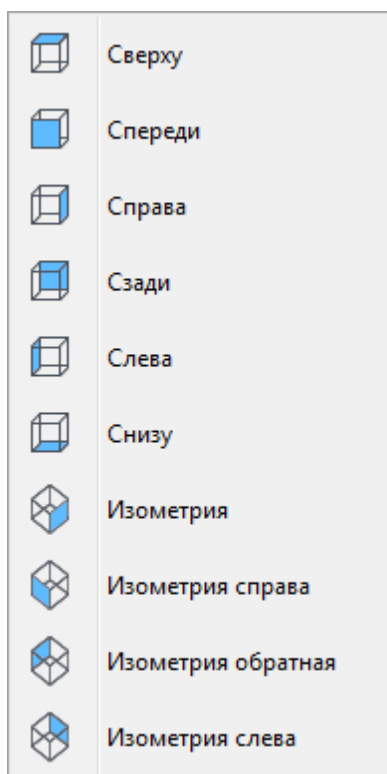 Сверху
Спереди
Справа
Сзади
Слева
Снизу
Изометрия
Изометрия справа
Изометрия обратная
Изометрия слева